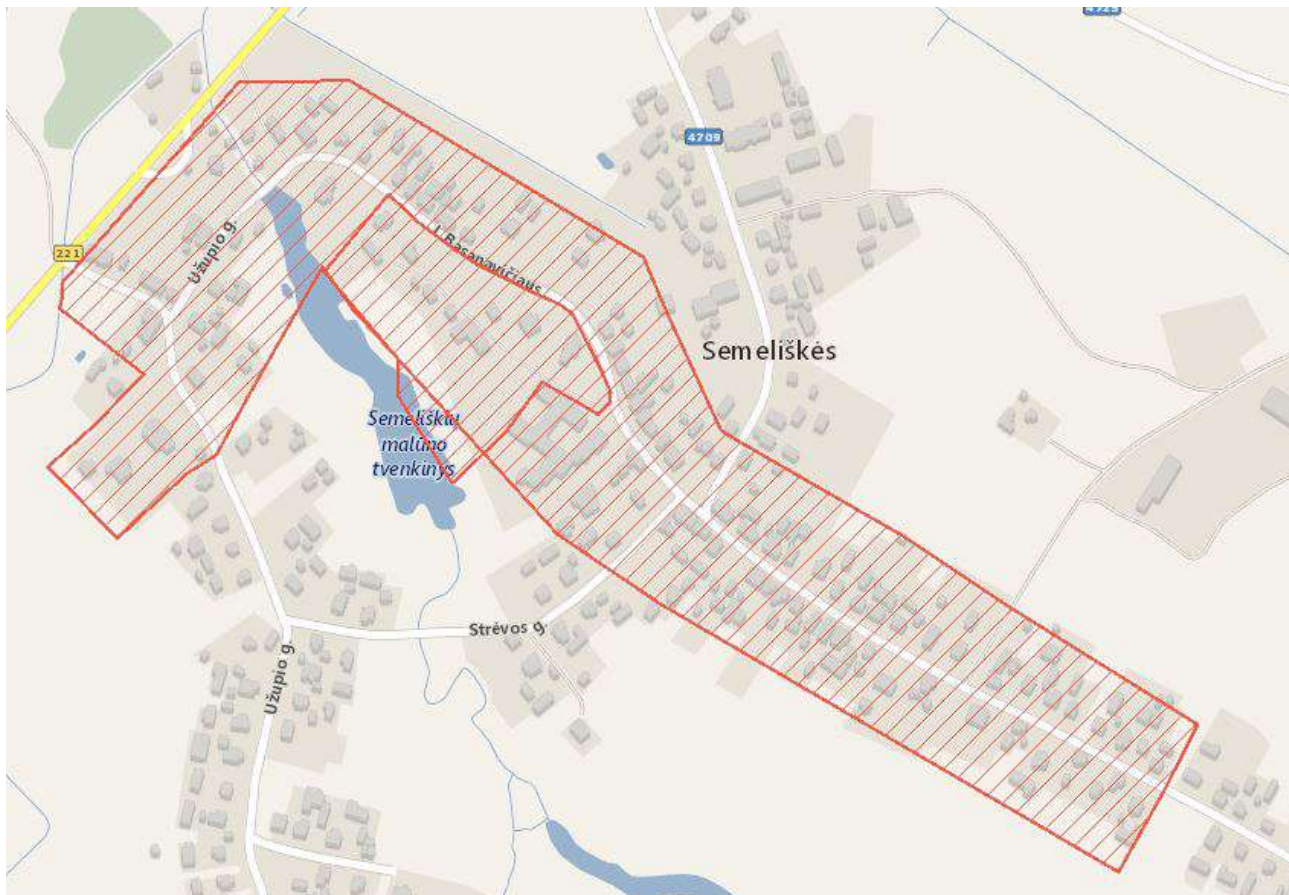 4709
221
Užupio g.
J. Basanavičiaus
Semeliškės
Semeliškių
malūno
tvenkinys
Strėvos g.
Užupio g.